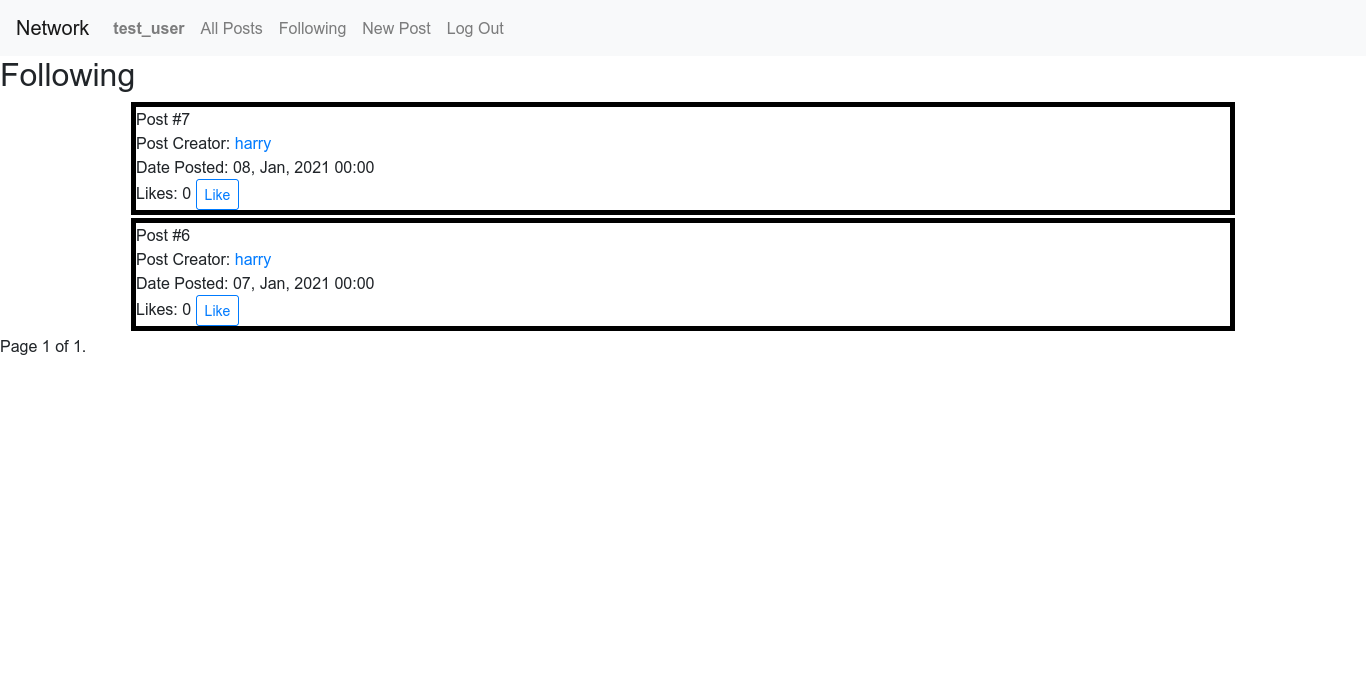 Network test_user All Posts Following New Post Log Out
Following
Post #7
Post Creator: harry
Date Posted: 08, Jan, 2021 00:00
Likes: 0 Like
Post #6
Post Creator: harry
Date Posted: 07, Jan, 2021 00:00
Likes: 0 Like
Page 1 of 1.